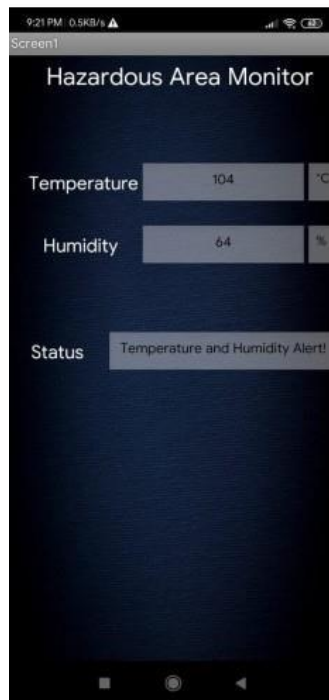 9:21 PM 0.5KB/s
Screen1
Hazardous Area Monitor
Temperature 104 °C
Humidity 64 %
Status Temperature and Humidity Alert!